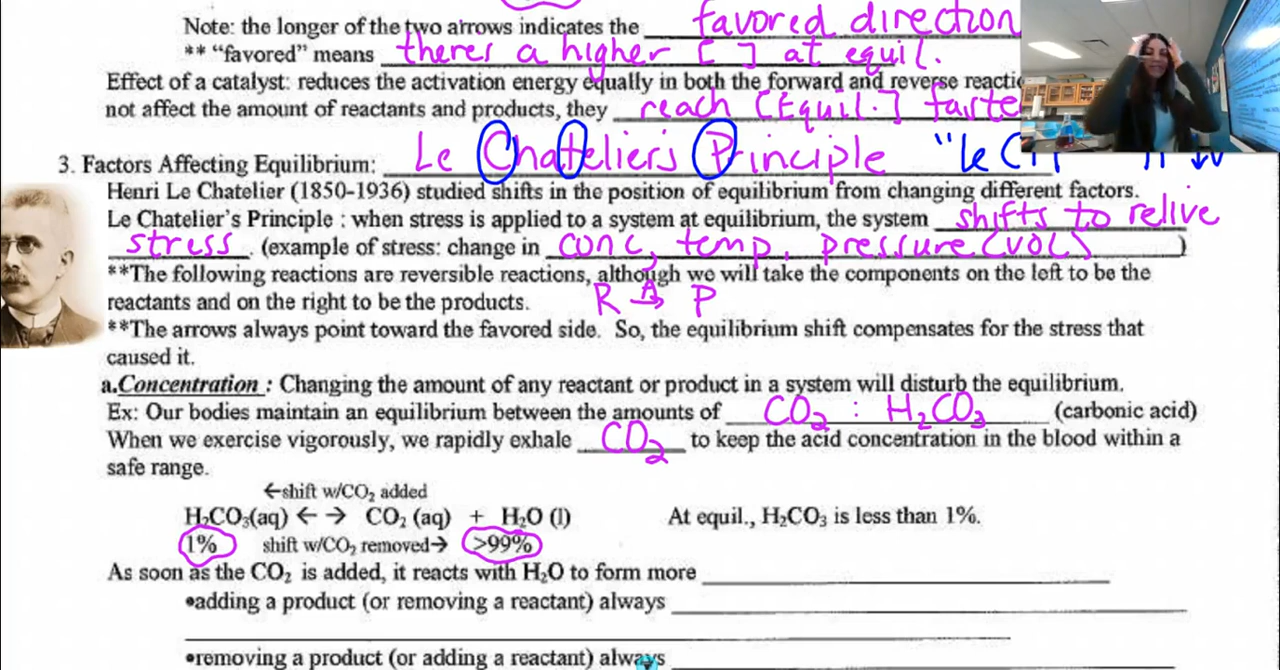 Note: the longer of the two arrows indicates the favored direction
** “favored” means theres a higher [ ] at equil.
Effect of a catalyst: reduces the activation energy equally in both the forward and reverse
not affect the amount of reactants and products, they reach [Equil.]
3. Factors Affecting Equilibrium: Le Chatelier's Principle "le
Henri Le Chatelier (1850-1936) studied shifts in the position of equilibrium from changing different factors.
Le Chatelier's Principle : when stress is applied to a system at equilibrium, the system shifts to relive
stress. (example of stress: change in conc, temp, pressure (vol) )
**The following reactions are reversible reactions, although we will take the components on the left to be the
reactants and on the right to be the products. R → P
**The arrows always point toward the favored side. So, the equilibrium shift compensates for the stress that
caused it.
a.Concentration : Changing the amount of any reactant or product in a system will disturb the equilibrium.
Ex: Our bodies maintain an equilibrium between the amounts of CO₂ : H₂CO₃ (carbonic acid)
When we exercise vigorously, we rapidly exhale CO₂ to keep the acid concentration in the blood within a
safe range.
←shift w/CO₂ added
H₂CO₃(aq) ← → CO₂ (aq) + H₂O (l) At equil., H₂CO₃ is less than 1%.
1% shift w/CO₂ removed→ >99%
As soon as the CO₂ is added, it reacts with H₂O to form more
•adding a product (or removing a reactant) always
•removing a product (or adding a reactant) always